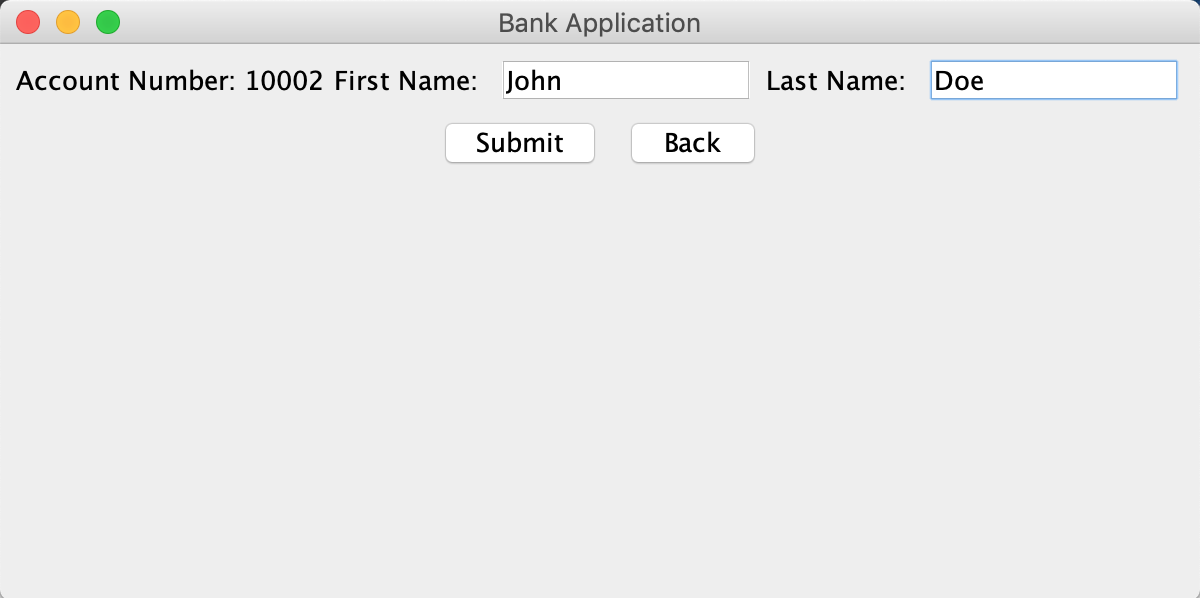 Bank Application
Account Number: 10002 First Name: John Last Name: Doe
Submit Back